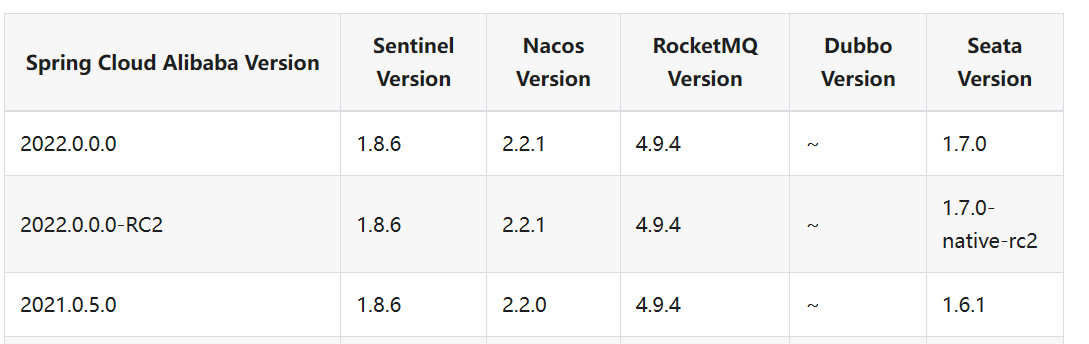 Spring Cloud Alibaba Version Sentinel Version Nacos Version RocketMQ Version Dubbo Version Seata Version
2022.0.0.0 1.8.6 2.2.1 4.9.4 ~ 1.7.0
2022.0.0.0-RC2 1.8.6 2.2.1 4.9.4 ~ 1.7.0-native-rc2
2021.0.5.0 1.8.6 2.2.0 4.9.4 ~ 1.6.1